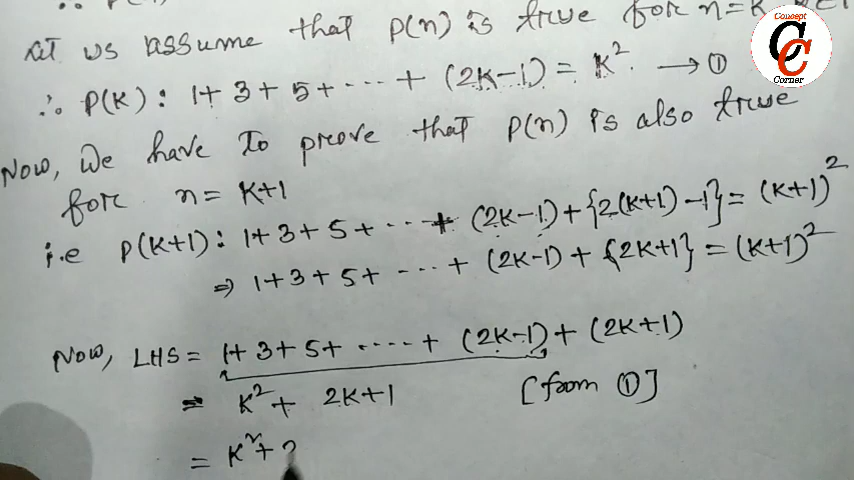 ∴ P(
Let us assume that P(n) is true for n=K
∴ P(K): 1+3+5+ ··· + (2K-1) = K² → ①
Now, we have to prove that P(n) is also true
for n=K+1
i.e P(K+1): 1+3+5+ ··· + (2K-1)+{2(K+1)-1}=(K+1)²
⇒ 1+3+5+ ··· + (2K-1) + {2K+1} = (K+1)²
Now, LHS = 1+3+5+ ···· + (2K-1) + (2K+1)
= K² + 2K+1 [from ①]
= K²+2
Concept
CC
Corner